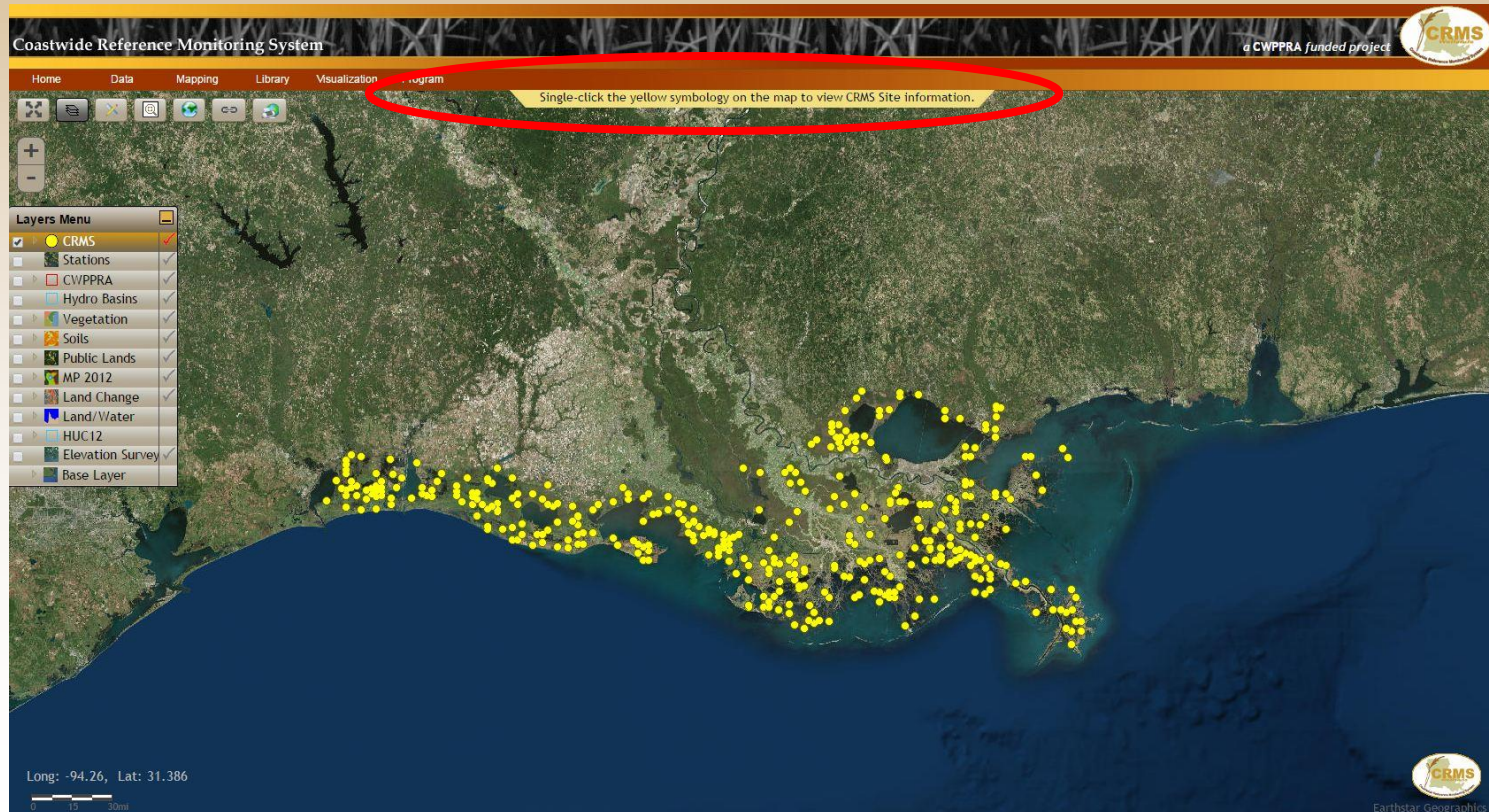 Coastwide Reference Monitoring System
a CWPPRA funded project
CRMS
Home Data Mapping Library Visualization Program
Single-click the yellow symbology on the map to view CRMS Site information.
+
-
Layers Menu
CRMS
Stations
CWPPRA
Hydro Basins
Vegetation
Soils
Public Lands
MP 2012
Land Change
Land/Water
HUC12
Elevation Survey
Base Layer
Long: -94.26, Lat: 31.386
0 15 30mi
CRMS
Earthstar Geographics